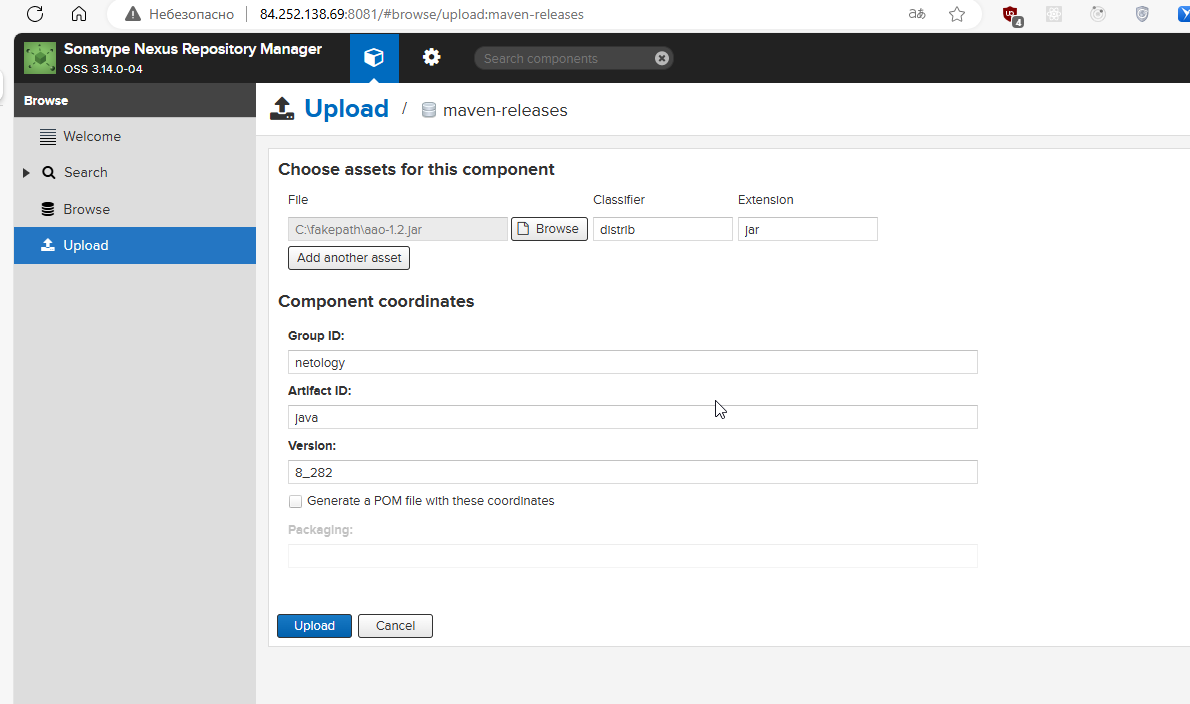 Небезопасно 84.252.138.69:8081/#browse/upload:maven-releases аあ 4
Sonatype Nexus Repository Manager
OSS 3.14.0-04
Search components
Browse
Welcome
Search
Browse
Upload
Upload / maven-releases
Choose assets for this component
File Classifier Extension
C:\fakepath\aao-1.2.jar Browse distrib jar
Add another asset
Component coordinates
Group ID:
netology
Artifact ID:
java
Version:
8_282
Generate a POM file with these coordinates
Packaging:
Upload Cancel